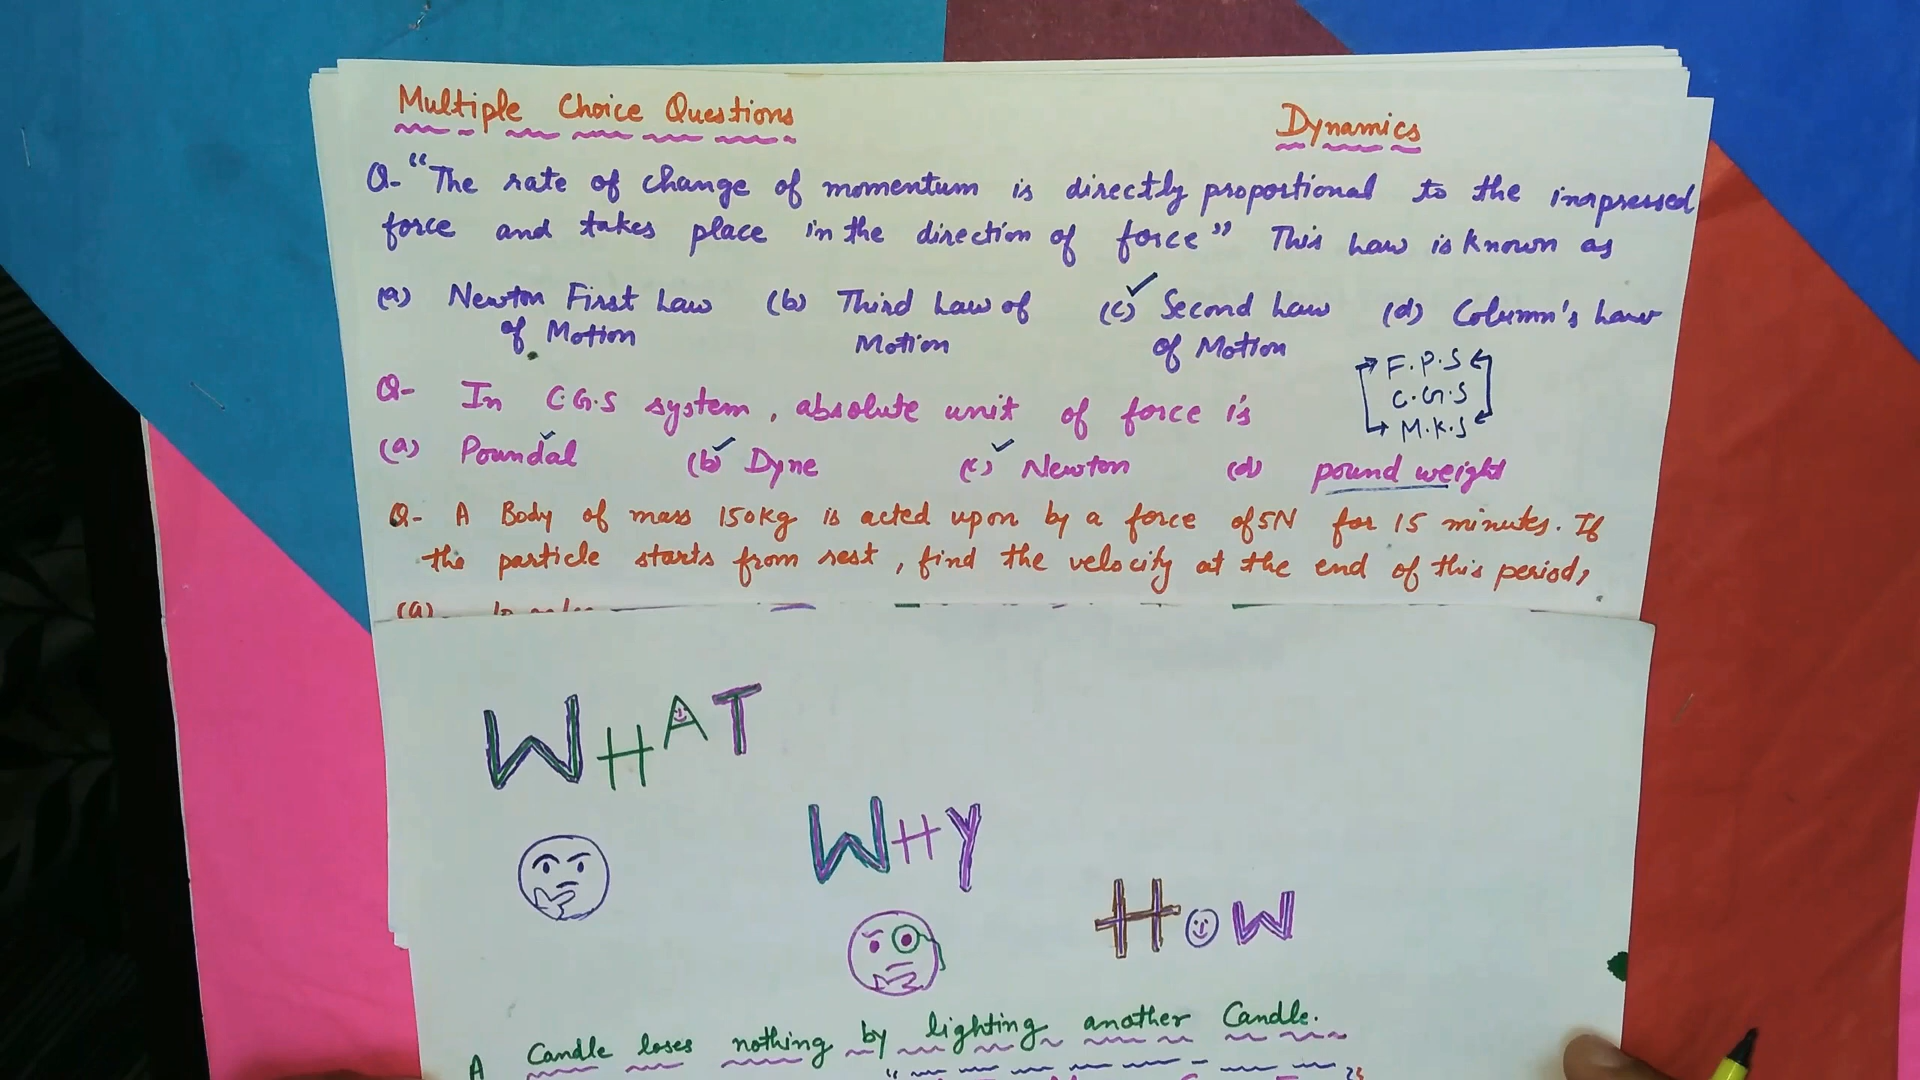 Multiple Choice Questions
Dynamics
Q- "The rate of change of momentum is directly proportional to the impressed
force and takes place in the direction of force" This Law is known as
(a) Newton First Law of Motion
(b) Third Law of Motion
(c) Second Law of Motion
(d) Column's Law
Q- In C.G.S system, absolute unit of force is
F.P.S
C.G.S
M.K.S
(a) Poundal (b) Dyne (c) Newton (d) pound weight
Q- A Body of mass 150kg is acted upon by a force of 5N for 15 minutes. If
the particle starts from rest, find the velocity at the end of this period,
(a)
WHAT
WHY
HOW
A Candle loses nothing by lighting another Candle.